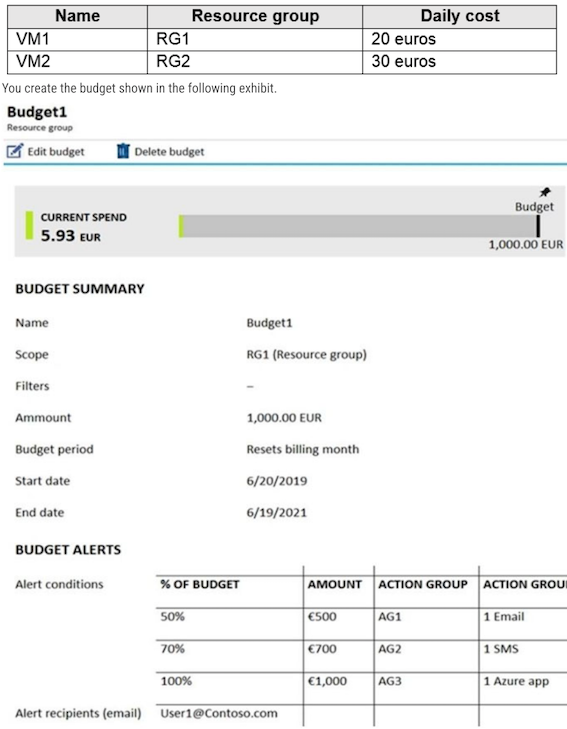 Name Resource group Daily cost
VM1 RG1 20 euros
VM2 RG2 30 euros
You create the budget shown in the following exhibit.
Budget1
Resource group
Edit budget Delete budget
Budget
CURRENT SPEND
5.93 EUR
1,000.00 EUR
BUDGET SUMMARY
Name Budget1
Scope RG1 (Resource group)
Filters –
Ammount 1,000.00 EUR
Budget period Resets billing month
Start date 6/20/2019
End date 6/19/2021
BUDGET ALERTS
Alert conditions % OF BUDGET AMOUNT ACTION GROUP ACTION GROU
50% €500 AG1 1 Email
70% €700 AG2 1 SMS
100% €1,000 AG3 1 Azure app
Alert recipients (email) User1@Contoso.com